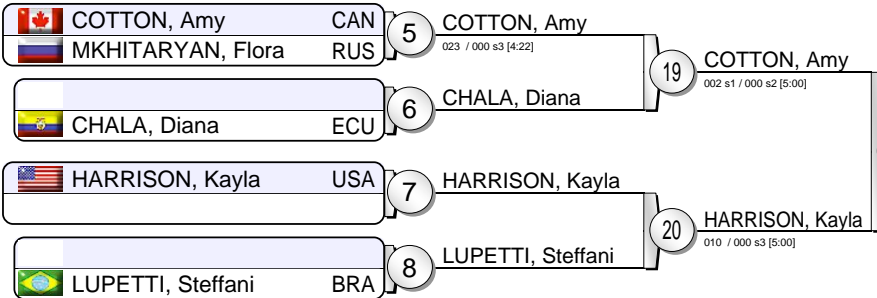 COTTON, Amy CAN
MKHITARYAN, Flora RUS
5
COTTON, Amy
023 / 000 s3 [4:22]
CHALA, Diana ECU
6
CHALA, Diana
19
COTTON, Amy
002 s1 / 000 s2 [5:00]
HARRISON, Kayla USA
7
HARRISON, Kayla
LUPETTI, Steffani BRA
8
LUPETTI, Steffani
20
HARRISON, Kayla
010 / 000 s3 [5:00]